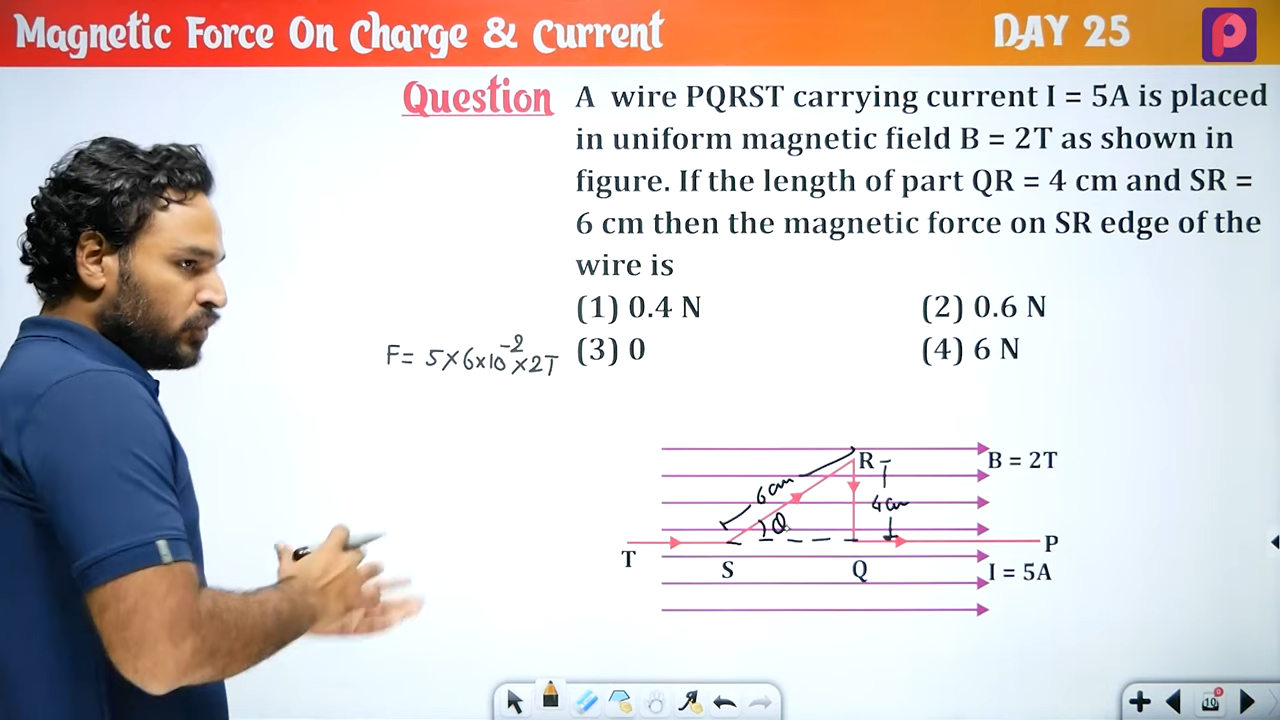 Magnetic Force On Charge & Current
DAY 25
Question
A wire PQRST carrying current I = 5A is placed
in uniform magnetic field B = 2T as shown in
figure. If the length of part QR = 4 cm and SR =
6 cm then the magnetic force on SR edge of the
wire is
(1) 0.4 N
(2) 0.6 N
(3) 0
(4) 6 N
F = 5×6×10⁻²×2T
R
B = 2T
6cm
4cm
θ
T
S
Q
P
I = 5A
10